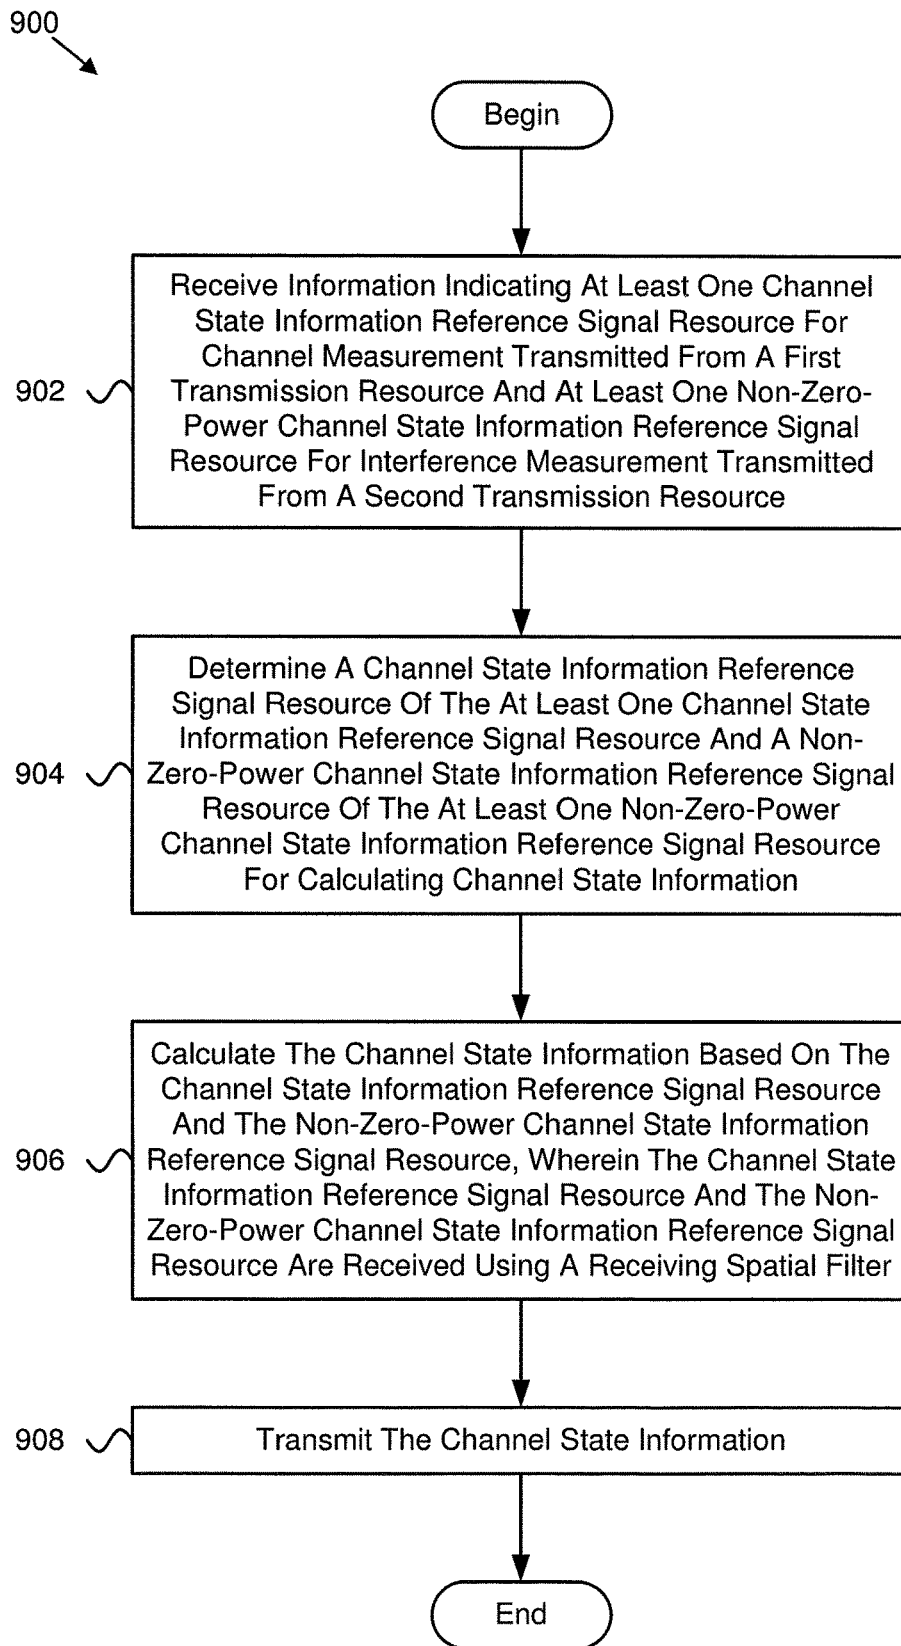 900
Begin
902
Receive Information Indicating At Least One Channel
State Information Reference Signal Resource For
Channel Measurement Transmitted From A First
Transmission Resource And At Least One Non-Zero-
Power Channel State Information Reference Signal
Resource For Interference Measurement Transmitted
From A Second Transmission Resource
904
Determine A Channel State Information Reference
Signal Resource Of The At Least One Channel State
Information Reference Signal Resource And A Non-
Zero-Power Channel State Information Reference Signal
Resource Of The At Least One Non-Zero-Power
Channel State Information Reference Signal Resource
For Calculating Channel State Information
906
Calculate The Channel State Information Based On The
Channel State Information Reference Signal Resource
And The Non-Zero-Power Channel State Information
Reference Signal Resource, Wherein The Channel State
Information Reference Signal Resource And The Non-
Zero-Power Channel State Information Reference Signal
Resource Are Received Using A Receiving Spatial Filter
908
Transmit The Channel State Information
End